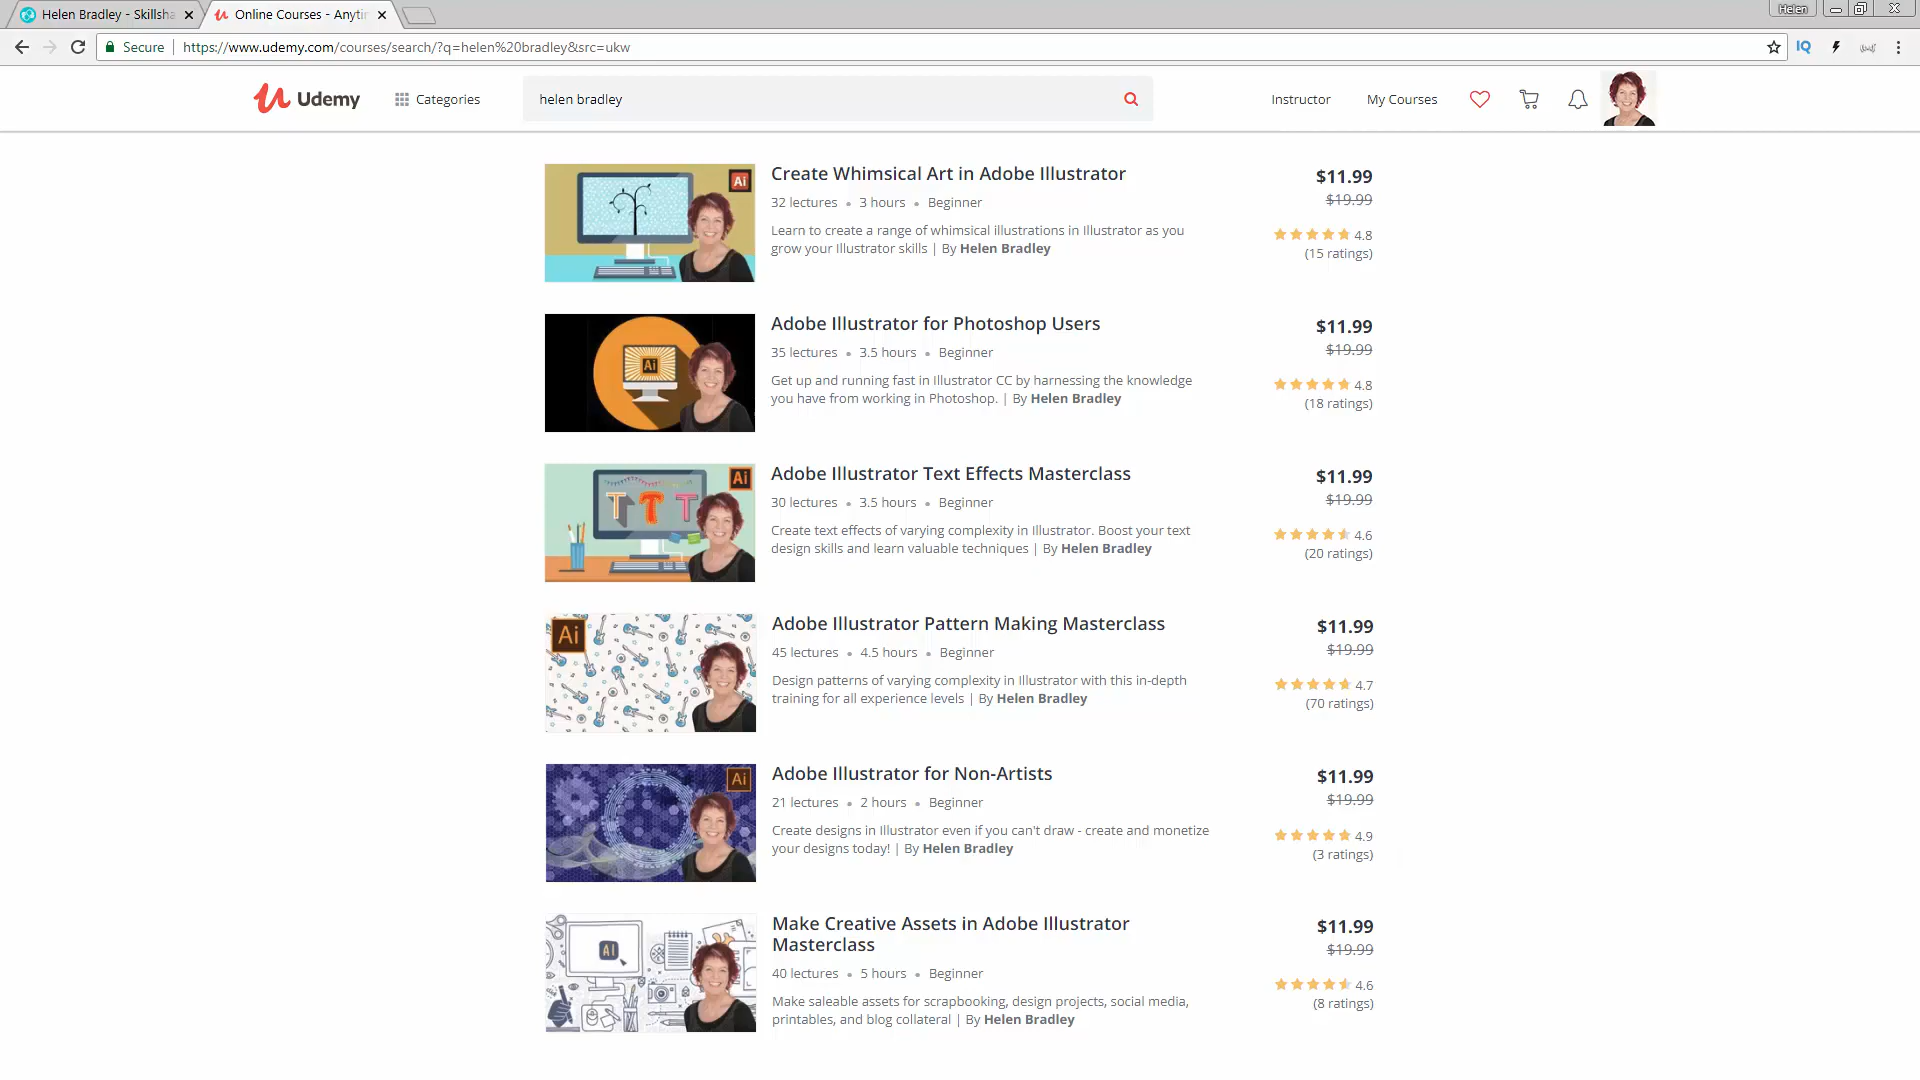 Helen Bradley - Skillsha
Online Courses - Anytin
Helen
Secure
https://www.udemy.com/courses/search/?q=helen%20bradley&src=ukw
IQ
Udemy
Categories
helen bradley
Instructor
My Courses
Ai
Create Whimsical Art in Adobe Illustrator
$11.99
32 lectures • 3 hours • Beginner
$19.99
Learn to create a range of whimsical illustrations in Illustrator as you
grow your Illustrator skills | By Helen Bradley
4.8
(15 ratings)
Ai
Adobe Illustrator for Photoshop Users
$11.99
35 lectures • 3.5 hours • Beginner
$19.99
Get up and running fast in Illustrator CC by harnessing the knowledge
you have from working in Photoshop. | By Helen Bradley
4.8
(18 ratings)
Ai
T T T
Adobe Illustrator Text Effects Masterclass
$11.99
30 lectures • 3.5 hours • Beginner
$19.99
Create text effects of varying complexity in Illustrator. Boost your text
design skills and learn valuable techniques | By Helen Bradley
4.6
(20 ratings)
Ai
Adobe Illustrator Pattern Making Masterclass
$11.99
45 lectures • 4.5 hours • Beginner
$19.99
Design patterns of varying complexity in Illustrator with this in-depth
training for all experience levels | By Helen Bradley
4.7
(70 ratings)
Ai
Adobe Illustrator for Non-Artists
$11.99
21 lectures • 2 hours • Beginner
$19.99
Create designs in Illustrator even if you can't draw - create and monetize
your designs today! | By Helen Bradley
4.9
(3 ratings)
AI
Make Creative Assets in Adobe Illustrator
Masterclass
$11.99
$19.99
40 lectures • 5 hours • Beginner
Make saleable assets for scrapbooking, design projects, social media,
printables, and blog collateral | By Helen Bradley
4.6
(8 ratings)